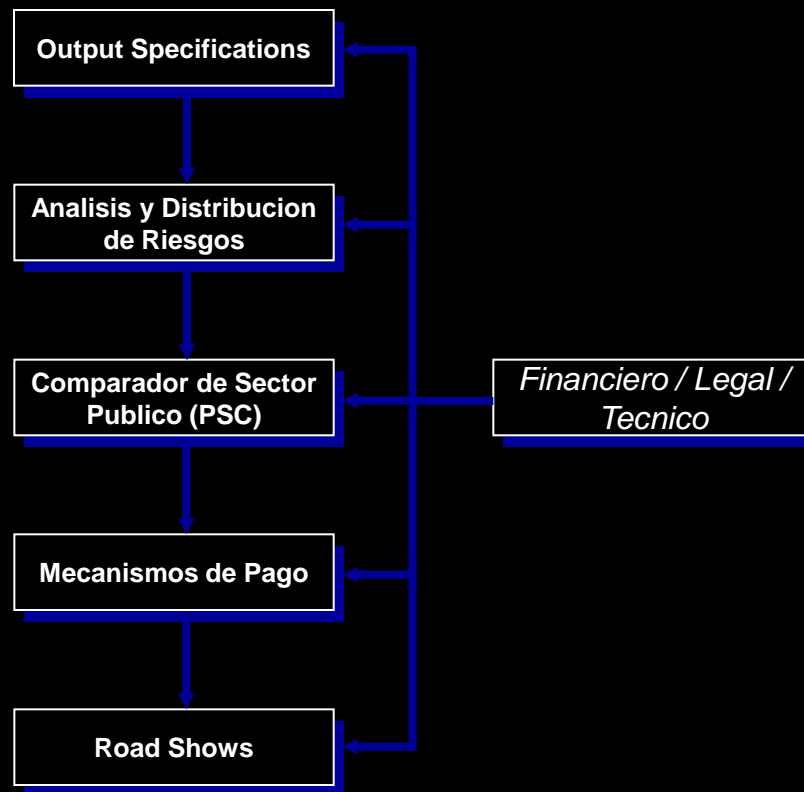 Output Specifications
Analisis y Distribucion
de Riesgos
Comparador de Sector
Publico (PSC)
Financiero / Legal /
Tecnico
Mecanismos de Pago
Road Shows